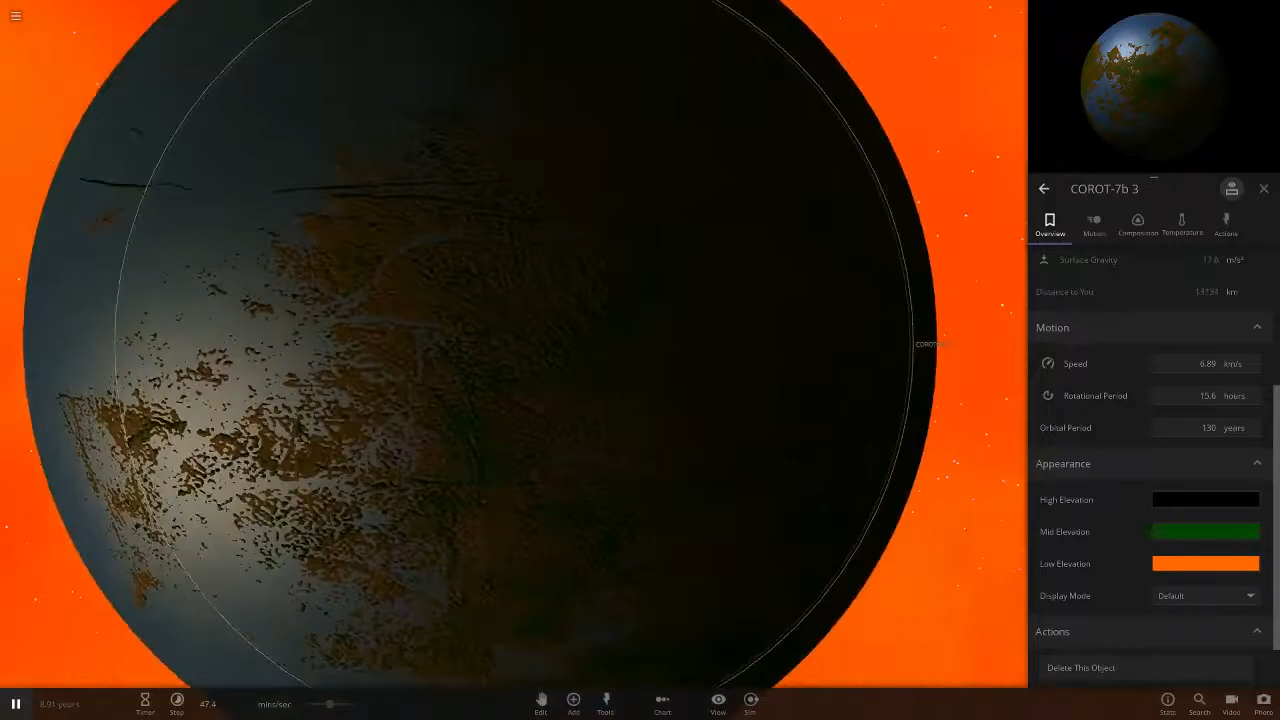 COROT-7b 3
Overview
Motion
Composition
Temperature
Actions
Surface Gravity 17.6 m/s²
Distance to You km
Motion
Speed 6.89 km/s
Rotational Period 15.6 hours
Orbital Period 130 years
Appearance
High Elevation
Mid Elevation
Low Elevation
Display Mode Default
Actions
Delete This Object
8.91 years
Timer
Step
47.4 mins/sec
Edit
Add
Tools
Chart
View
Sim
Stats
Search
Video
Photo